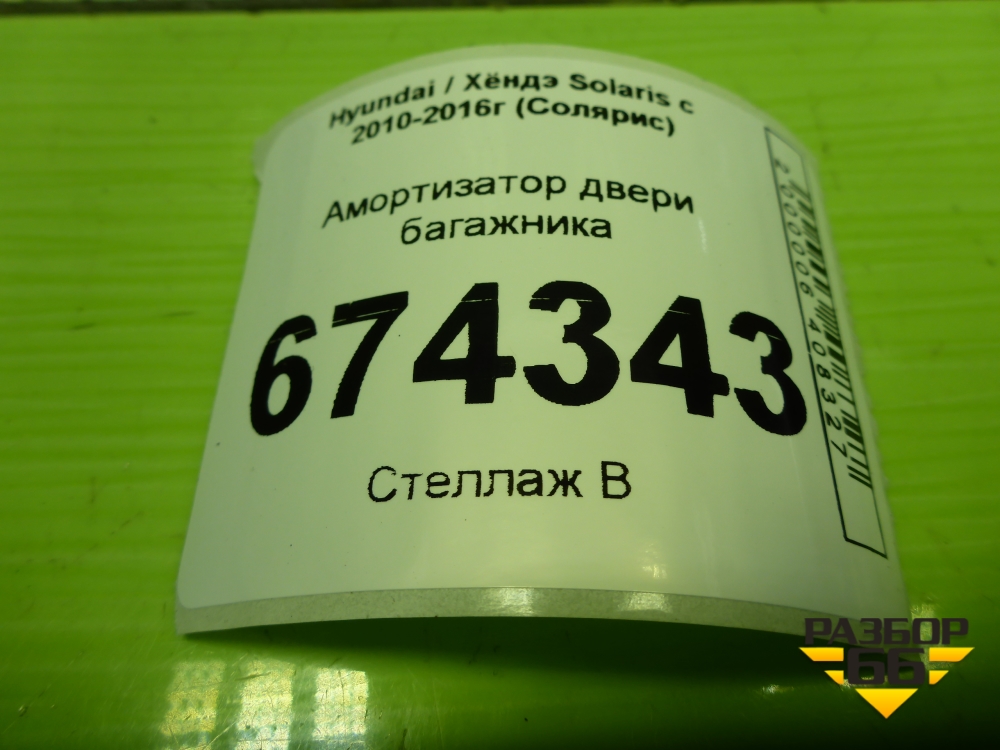 Hyundai / Хёндэ Solaris с
2010-2016г (Солярис)
Амортизатор двери
багажника
674343
Стеллаж В
2000006408327
РАЗБОР
66